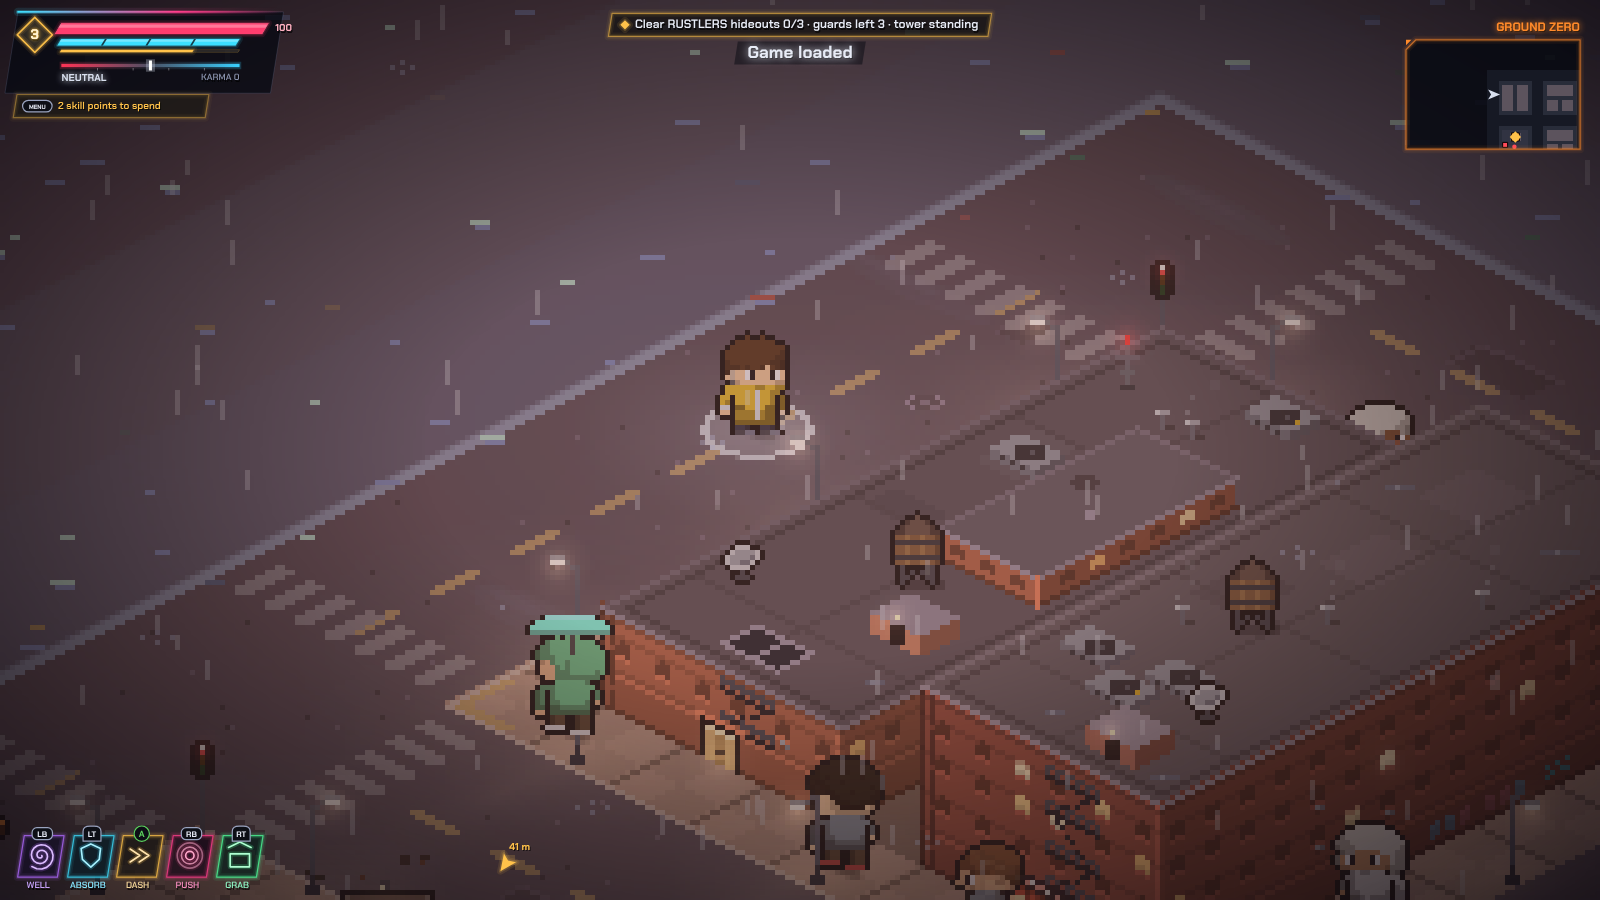 3
100
NEUTRAL
KARMA 0
MENU
2 skill points to spend
Clear RUSTLERS hideouts 0/3 · guards left 3 · tower standing
Game loaded
GROUND ZERO
41 m
LB
LT
A
RB
RT
WELL
ABSORB
DASH
PUSH
GRAB